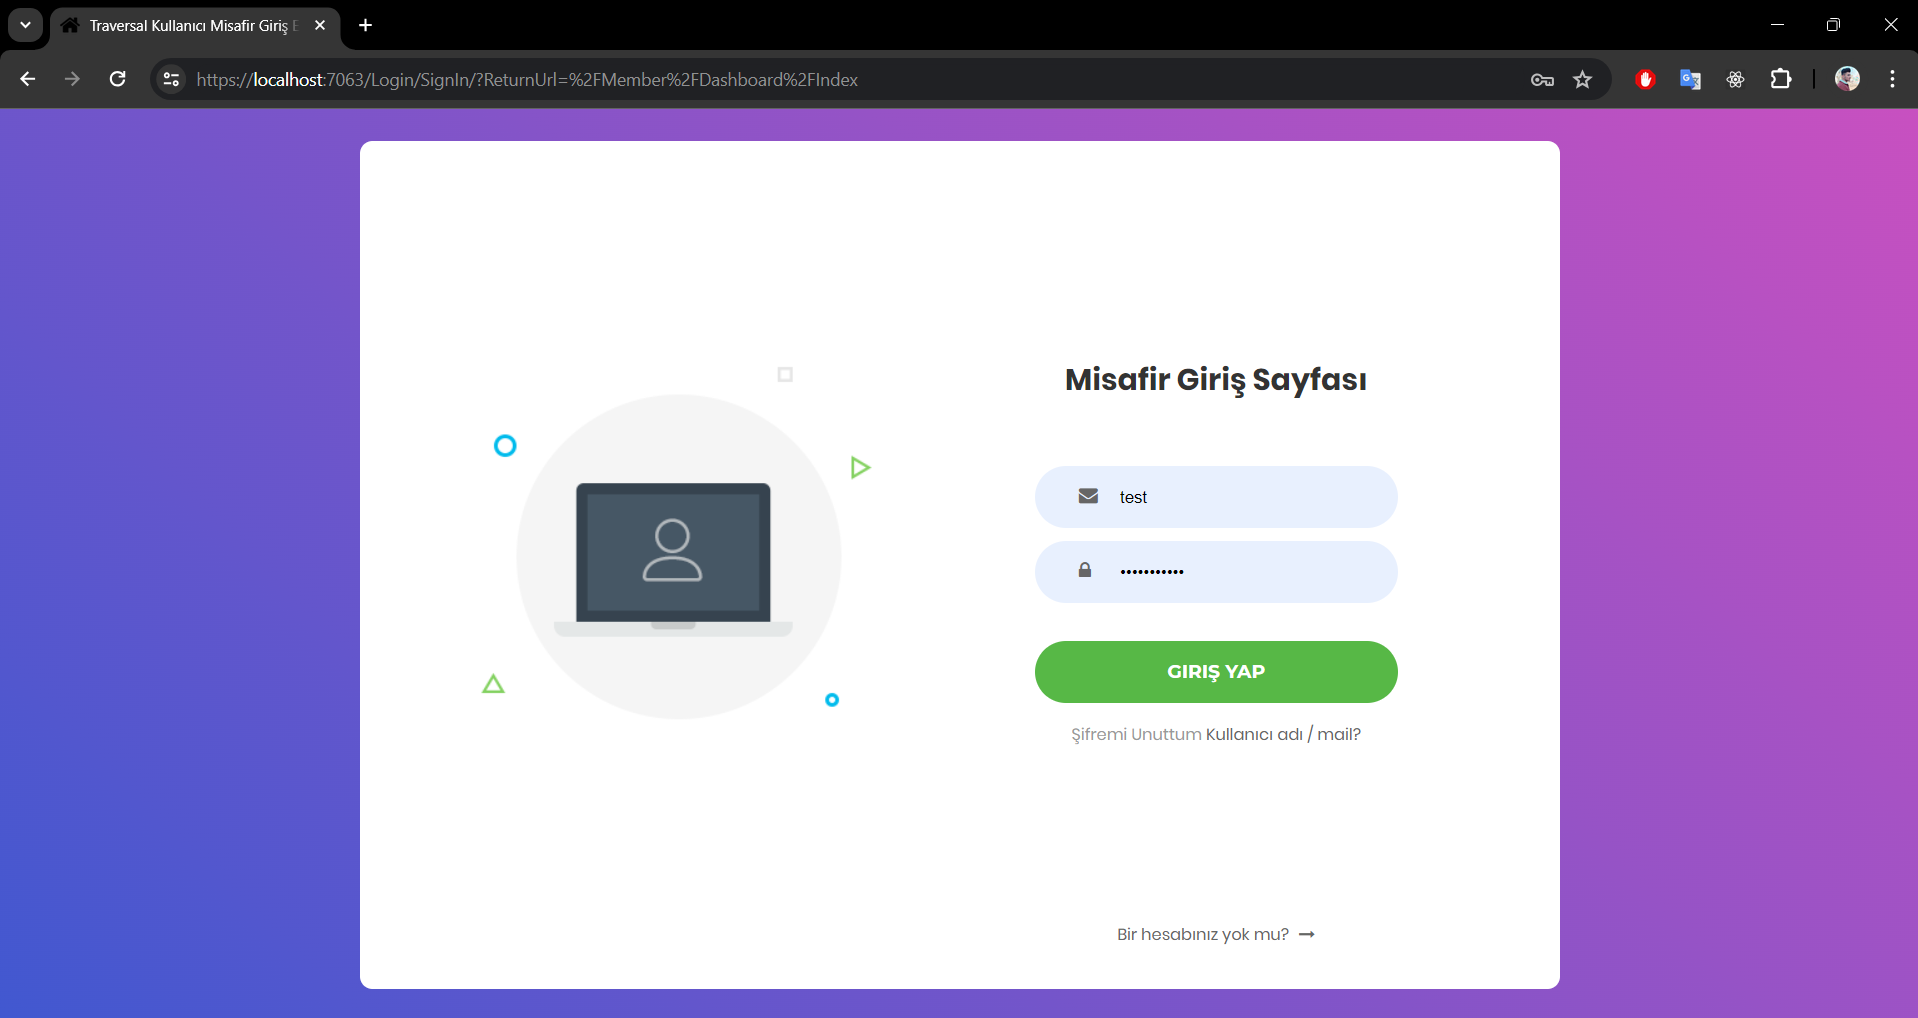 Traversal Kullanıcı Misafir Giriş
https://localhost:7063/Login/SignIn/?ReturnUrl=%2FMember%2FDashboard%2FIndex
Misafir Giriş Sayfası
test
GIRIŞ YAP
Şifremi Unuttum Kullanıcı adı / mail?
Bir hesabınız yok mu?